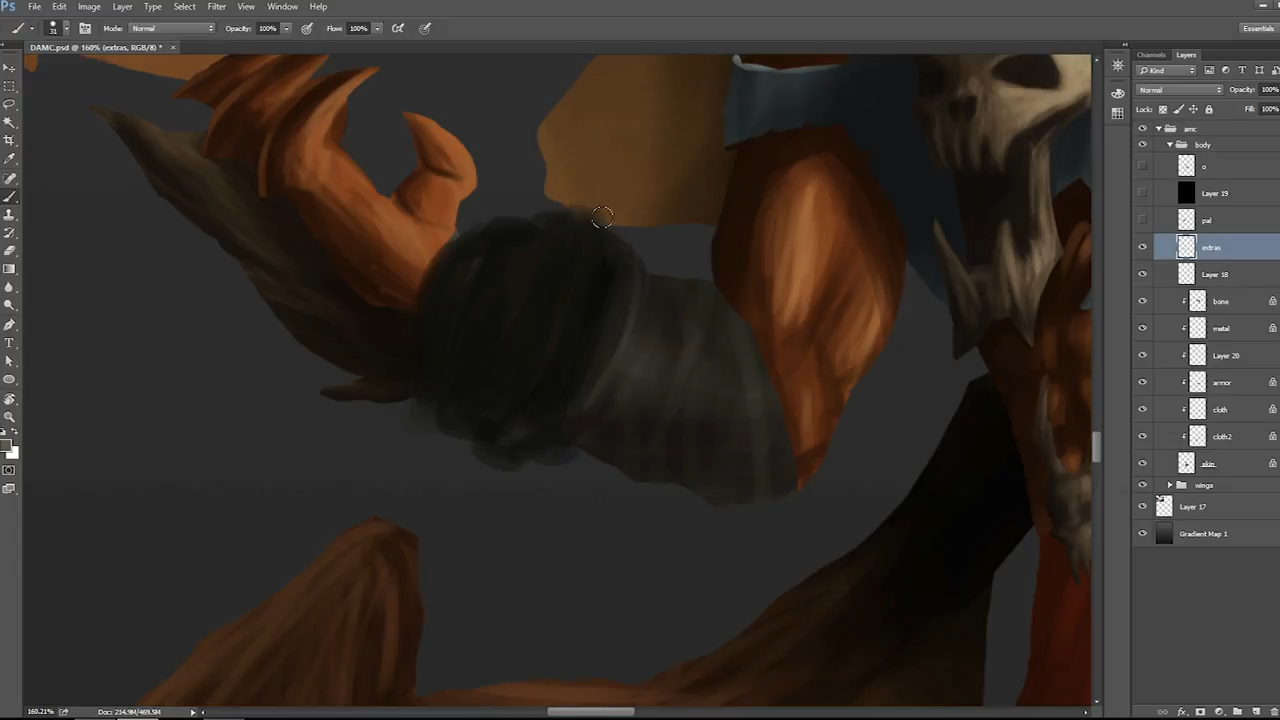 Ps File Edit Image Layer Type Select Filter View Window Help
31 Mode: Normal Opacity: 100% Flow: 100% Essentials
DAMC.psd @ 160% (extras, RGB/8) * ×
Channels Layers
Kind
Normal Opacity: 100%
Lock: Fill: 100%
amc
body
o
Layer 19
pal
extras
Layer 18
bone
metal
Layer 20
armor
cloth
cloth2
skin
wings
Layer 17
Gradient Map 1
160.21% Doc: 214.9M/469.5M